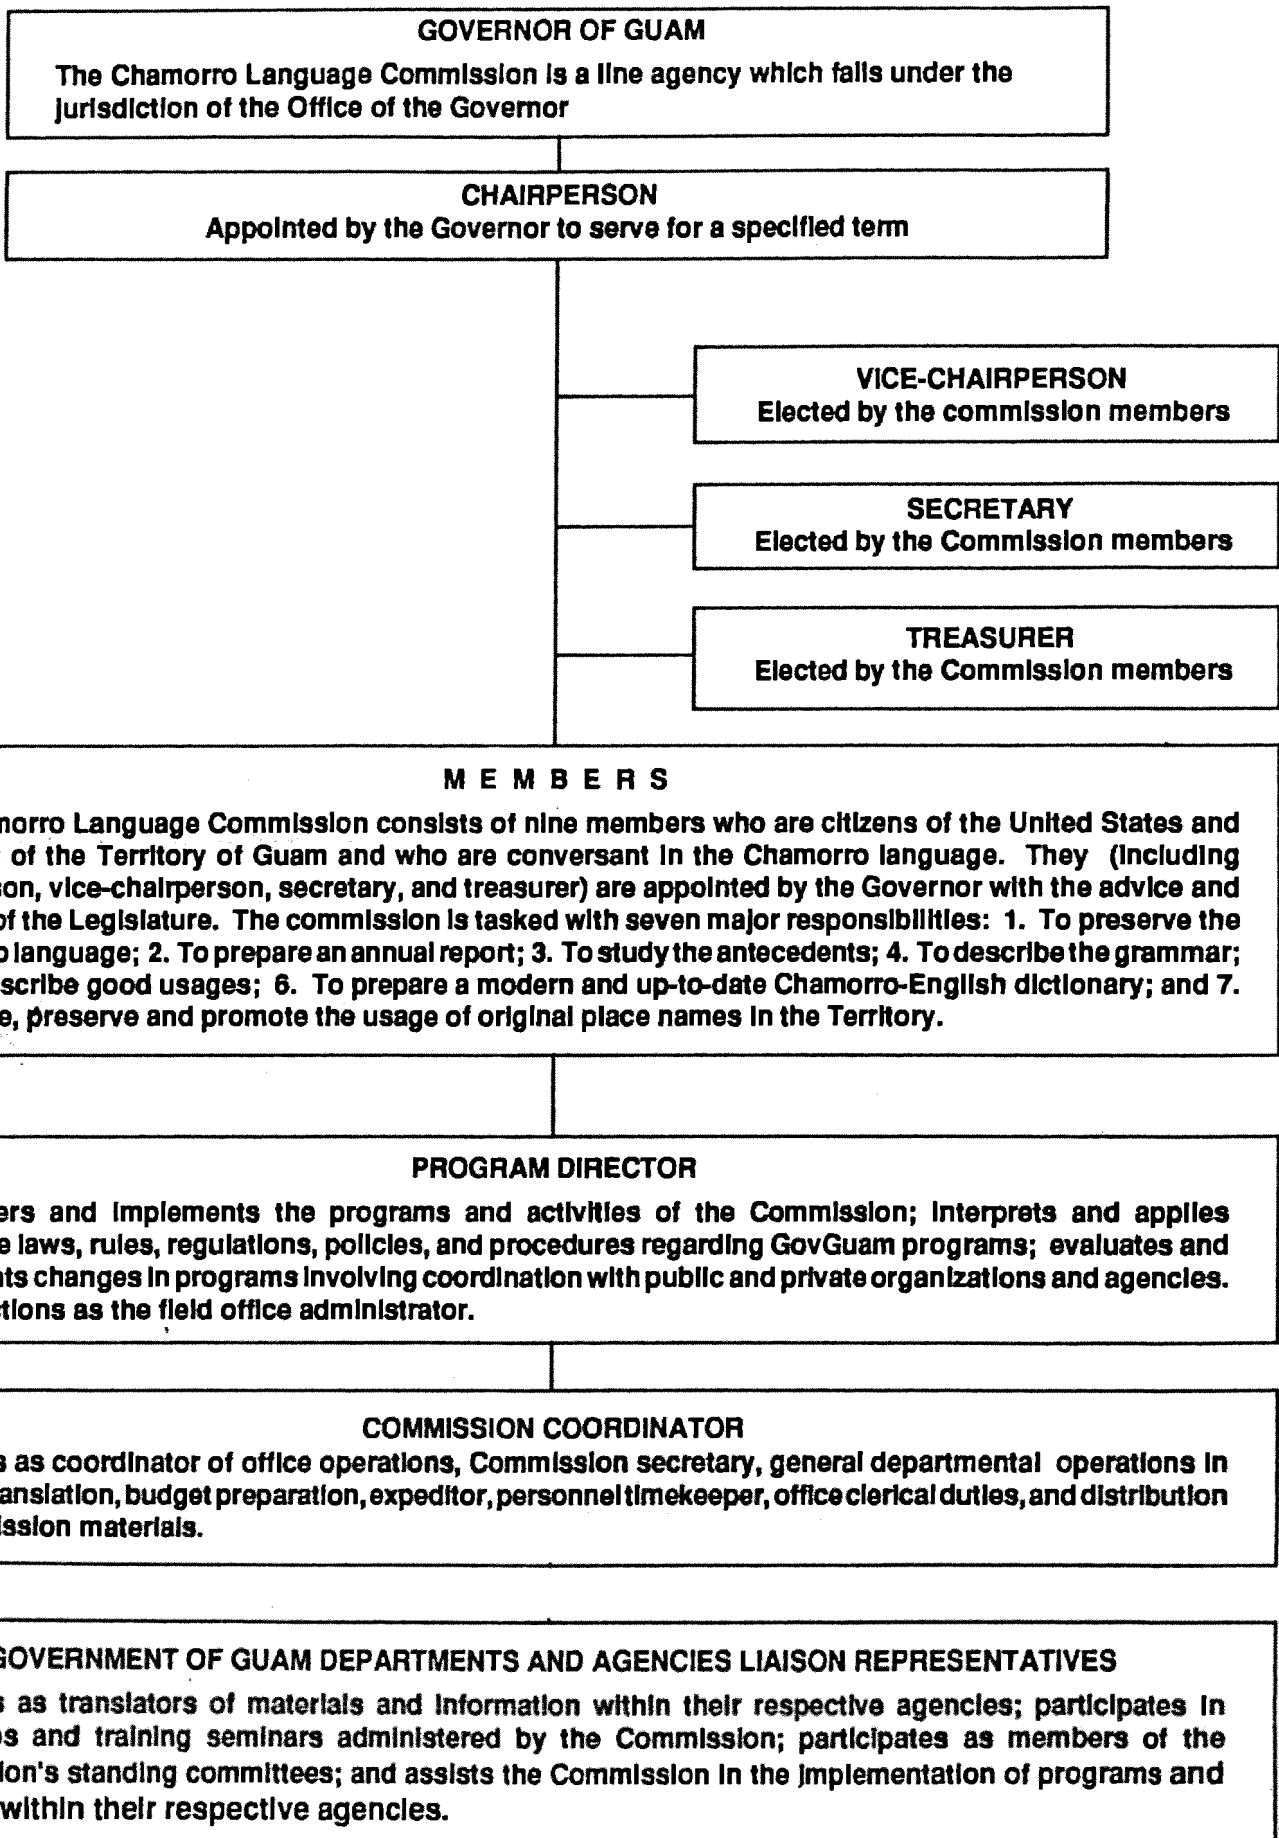 GOVERNOR OF GUAM
The Chamorro Language Commission is a line agency which falls under the
jurisdiction of the Office of the Governor
CHAIRPERSON
Appointed by the Governor to serve for a specified term
VICE-CHAIRPERSON
Elected by the commission members
SECRETARY
Elected by the Commission members
TREASURER
Elected by the Commission members
MEMBERS
norro Language Commission consists of nine members who are citizens of the United States and
of the Territory of Guam and who are conversant in the Chamorro language. They (including
on, vice-chairperson, secretary, and treasurer) are appointed by the Governor with the advice and
of the Legislature. The commission is tasked with seven major responsibilities: 1. To preserve the
language; 2. To prepare an annual report; 3. To study the antecedents; 4. To describe the grammar;
scribe good usages; 6. To prepare a modern and up-to-date Chamorro-English dictionary; and 7.
e, preserve and promote the usage of original place names in the Territory.
PROGRAM DIRECTOR
ers and implements the programs and activities of the Commission; interprets and applies
e laws, rules, regulations, policies, and procedures regarding GovGuam programs; evaluates and
nts changes in programs involving coordination with public and private organizations and agencies.
tions as the field office administrator.
COMMISSION COORDINATOR
s as coordinator of office operations, Commission secretary, general departmental operations in
anslation, budget preparation, expeditor, personnel timekeeper, office clerical duties, and distribution
ssion materials.
GOVERNMENT OF GUAM DEPARTMENTS AND AGENCIES LIAISON REPRESENTATIVES
s as translators of materials and information within their respective agencies; participates in
os and training seminars administered by the Commission; participates as members of the
ion's standing committees; and assists the Commission in the implementation of programs and
within their respective agencies.